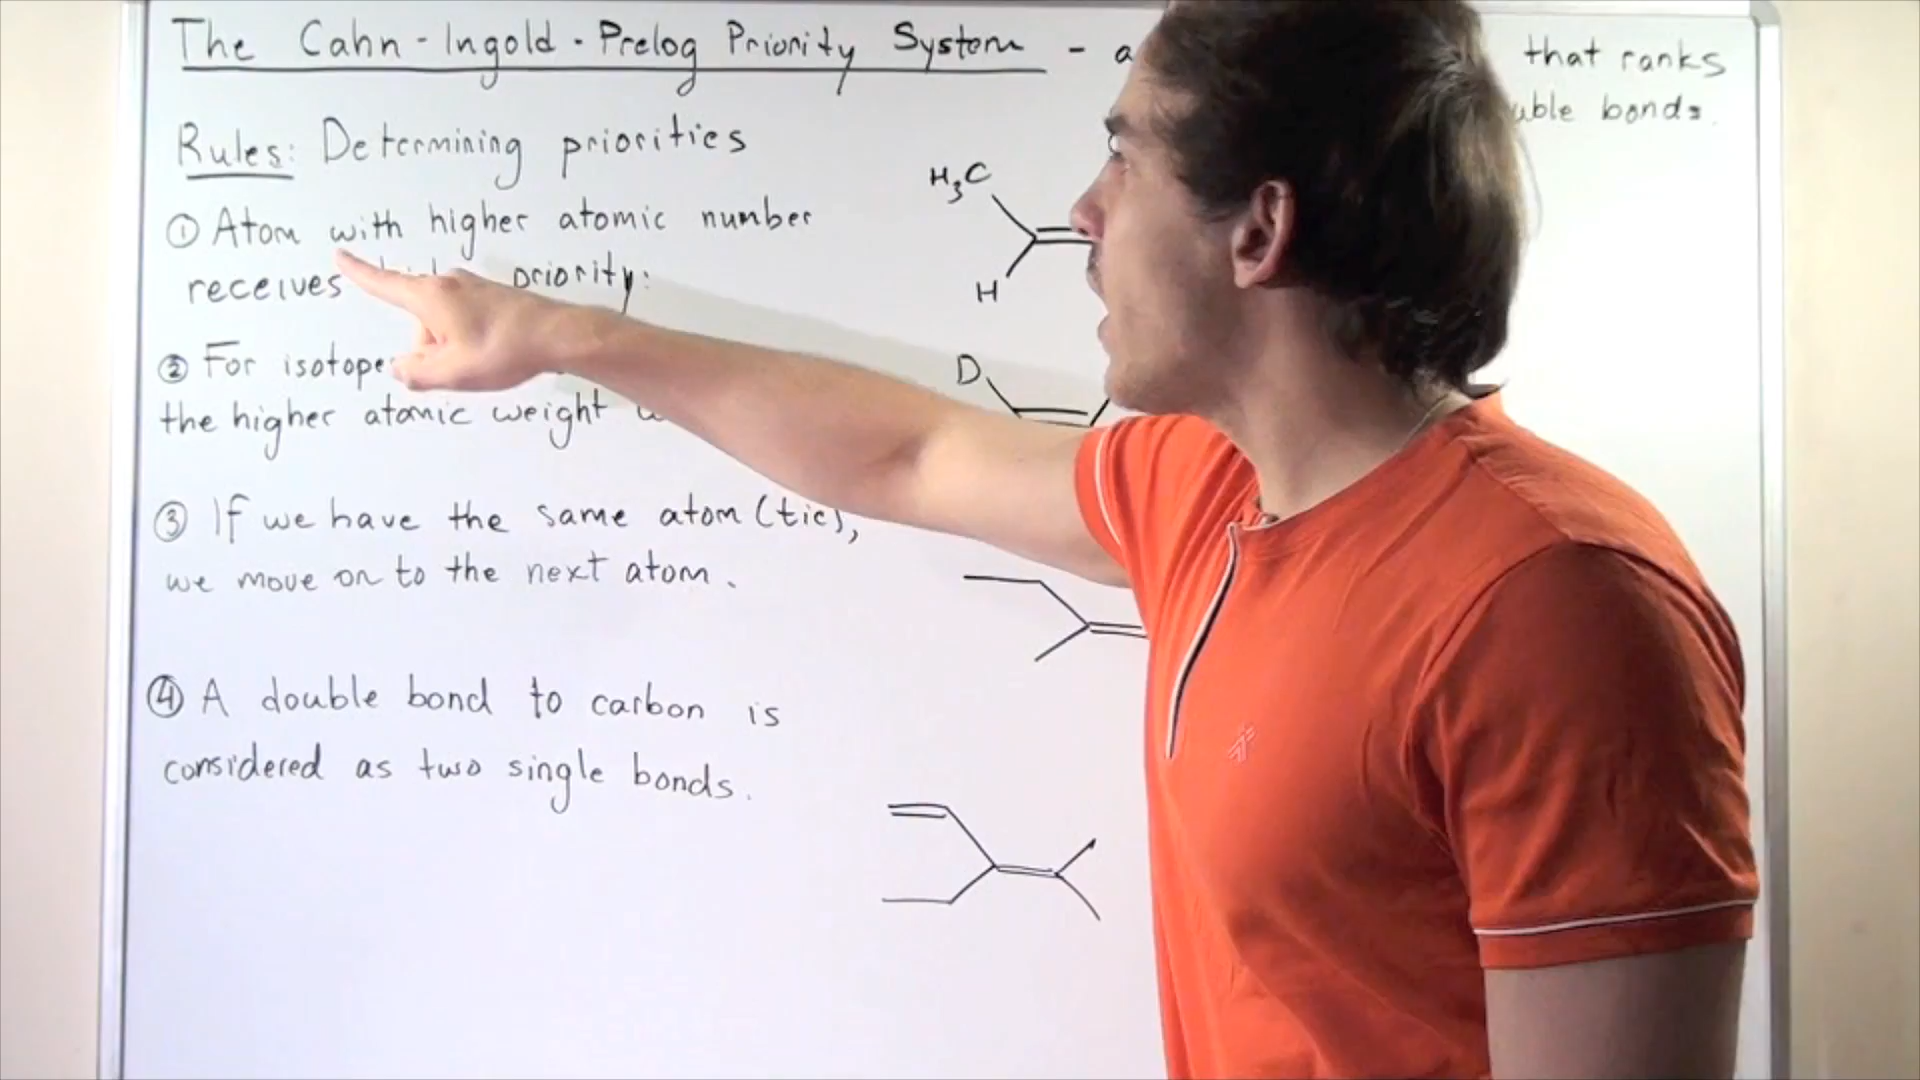 The Cahn-Ingold-Prelog Priority System - a that ranks
bonds.
Rules: Determining priorities
① Atom with higher atomic number
receives priority:
② For
the higher atomic weight
③ If we have the same atom (tie),
we move on to the next atom.
④ A double bond to carbon is
considered as two single bonds.
H₃C
H
D